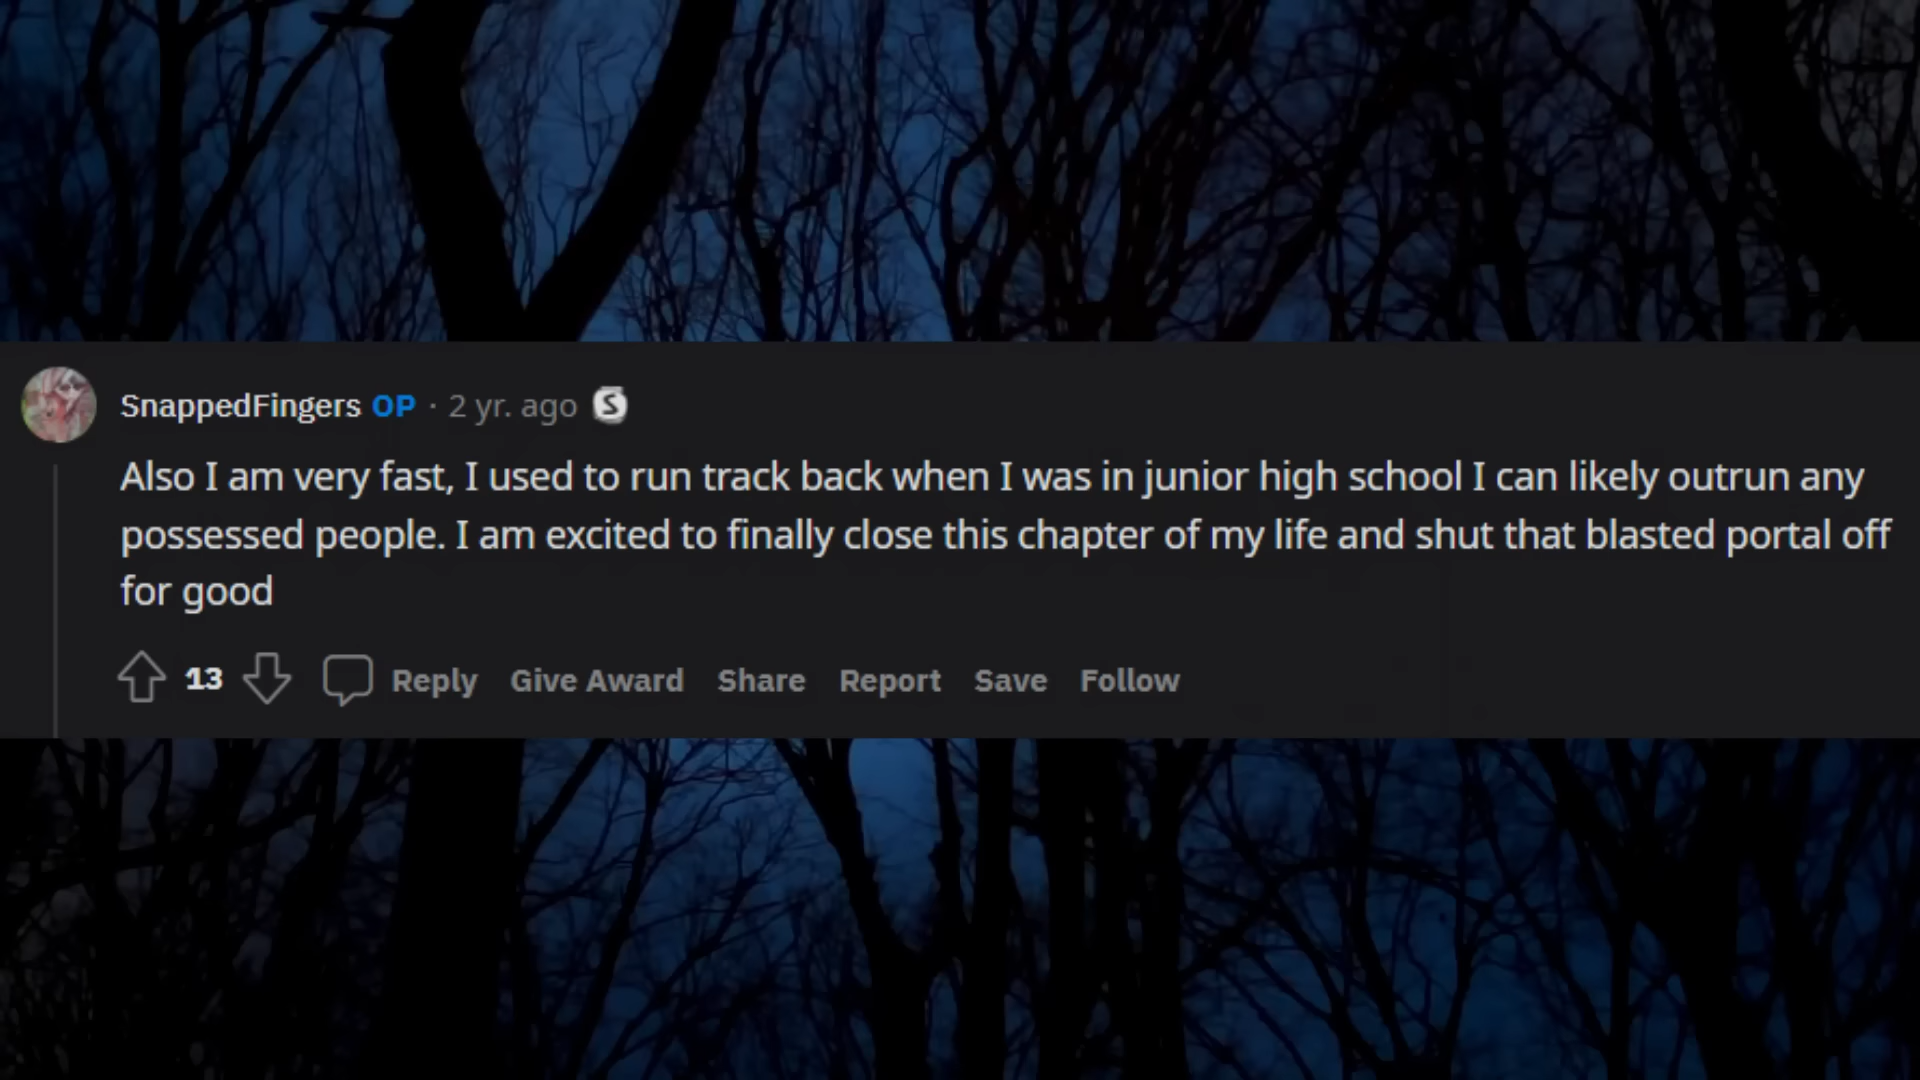 SnappedFingers OP · 2 yr. ago S
Also I am very fast, I used to run track back when I was in junior high school I can likely outrun any
possessed people. I am excited to finally close this chapter of my life and shut that blasted portal off
for good
13 Reply Give Award Share Report Save Follow